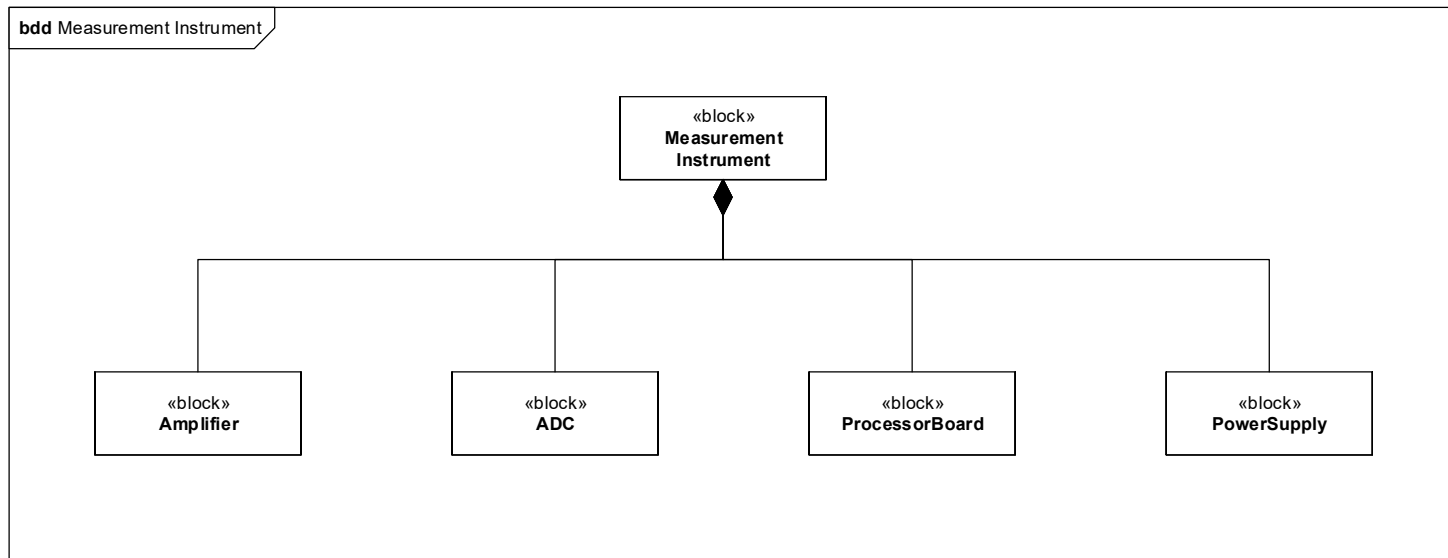 bdd Measurement Instrument
«block»
Measurement
Instrument
«block»
Amplifier
«block»
ADC
«block»
ProcessorBoard
«block»
PowerSupply